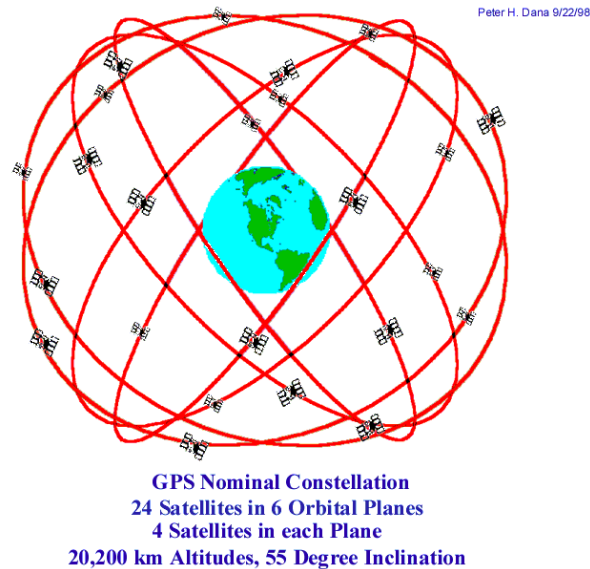 Peter H. Dana 9/22/98
GPS Nominal Constellation
24 Satellites in 6 Orbital Planes
4 Satellites in each Plane
20,200 km Altitudes, 55 Degree Inclination